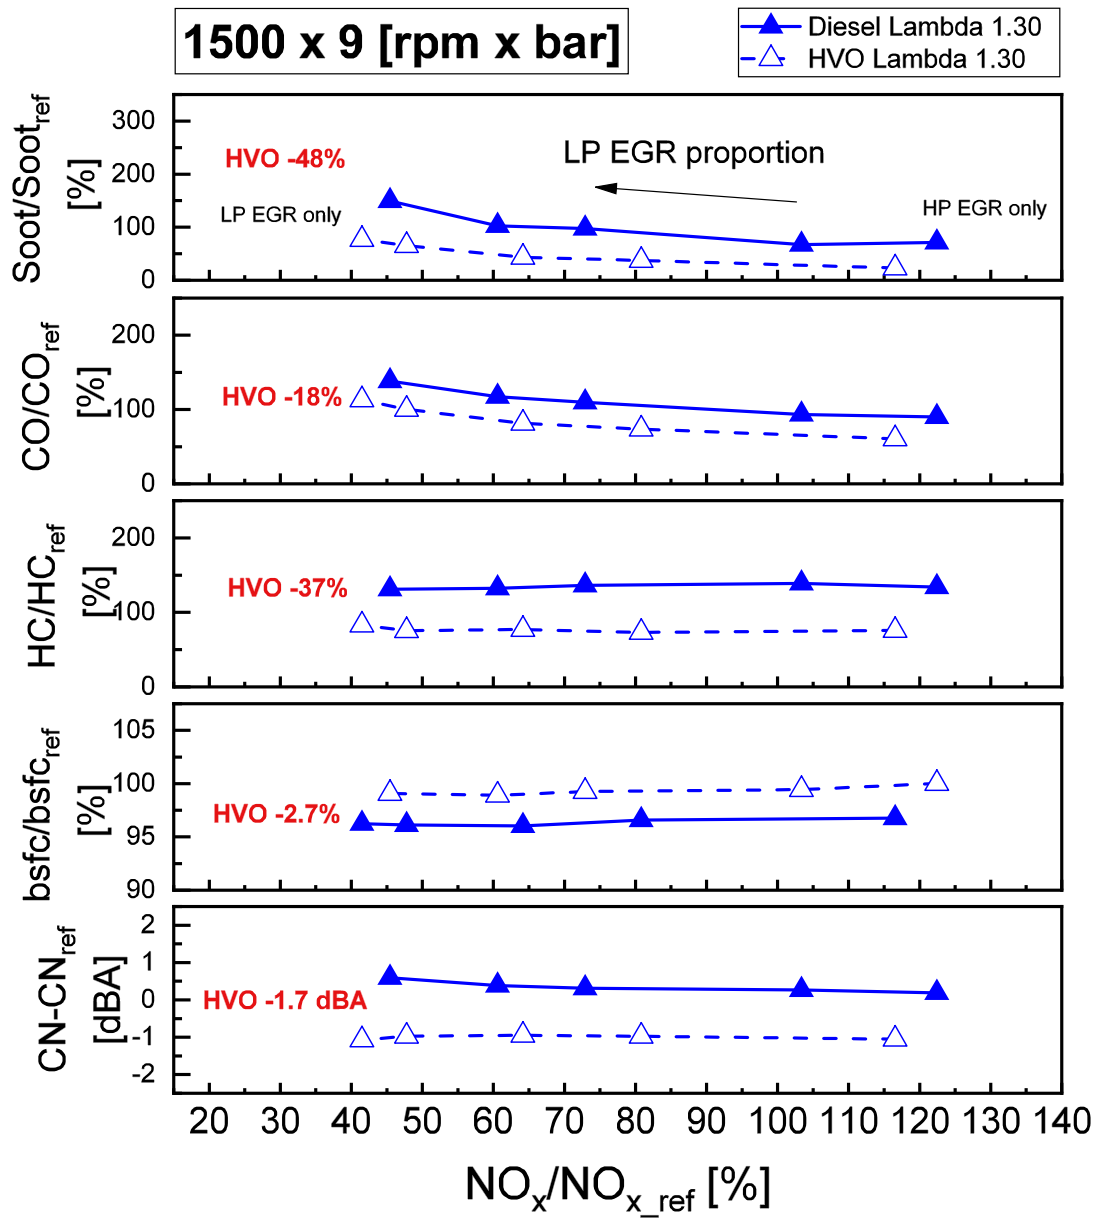 1500 x 9 [rpm x bar]
Diesel Lambda 1.30
HVO Lambda 1.30
Soot/Soot_ref
[%]
300
200
100
0
HVO -48%
LP EGR proportion
LP EGR only
HP EGR only
CO/CO_ref
[%]
200
100
0
HVO -18%
HC/HC_ref
[%]
200
100
0
HVO -37%
bsfc/bsfc_ref
[%]
105
100
95
90
HVO -2.7%
CN-CN_ref
[dBA]
2
1
0
-1
-2
HVO -1.7 dBA
20 30 40 50 60 70 80 90 100 110 120 130 140
NO_x/NO_x_ref [%]